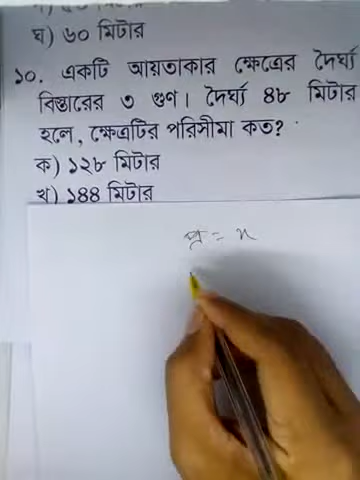 ঘ) ৬০ মিটার
১০. একটি আয়তাকার ক্ষেত্রের দৈর্ঘ্য
বিস্তারের ৩ গুণ। দৈর্ঘ্য ৪৮ মিটার
হলে, ক্ষেত্রটির পরিসীমা কত?
ক) ১২৮ মিটার
খ) ১৪৪ মিটার
প্র = x